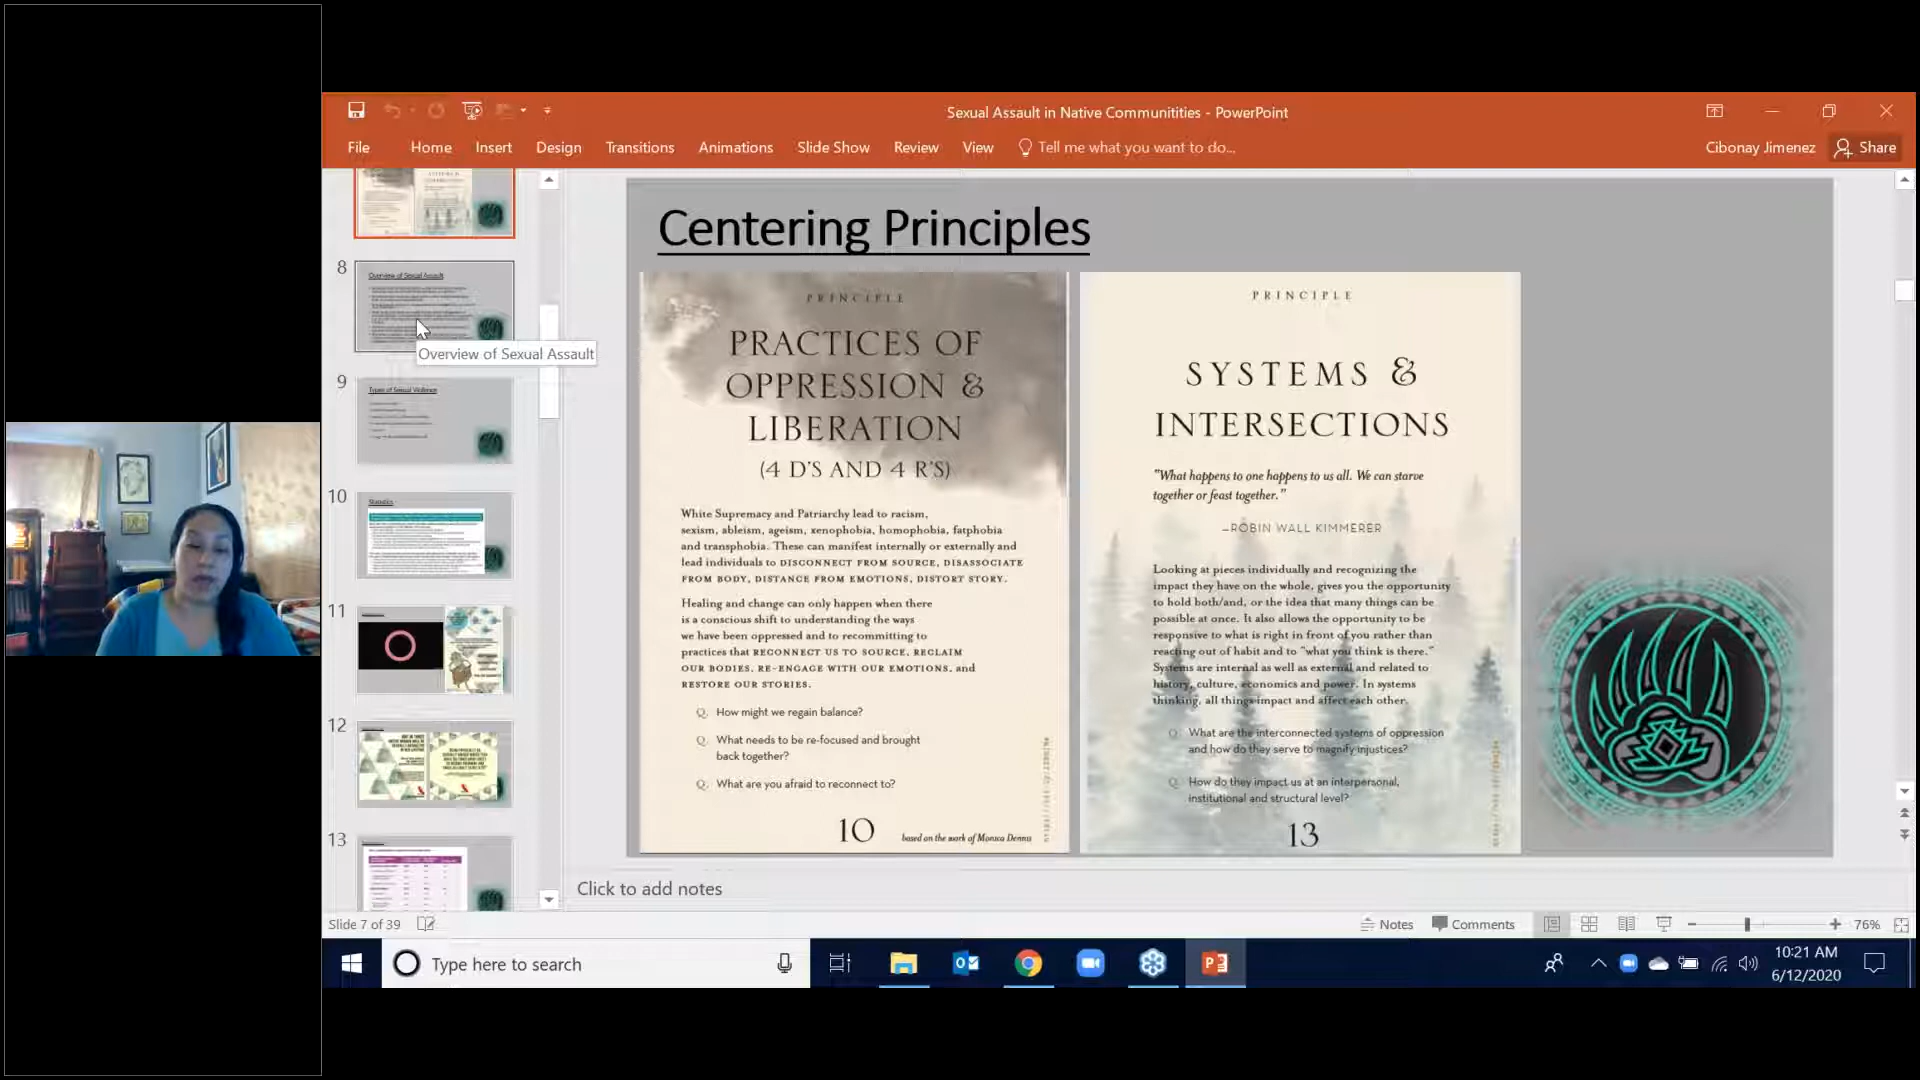 Sexual Assault in Native Communitities - PowerPoint
File Home Insert Design Transitions Animations Slide Show Review View Tell me what you want to do... Cibonay Jimenez Share
8
Overview of Sexual Assault
Overview of Sexual Assault
9
Types of Sexual Violence
10
Statistics
11
12
13
Centering Principles
PRINCIPLE
PRACTICES OF
OPPRESSION &
LIBERATION
(4 D'S AND 4 R'S)
White Supremacy and Patriarchy lead to racism,
sexism, ableism, ageism, xenophobia, homophobia, fatphobia
and transphobia. These can manifest internally or externally and
lead individuals to DISCONNECT FROM SOURCE, DISASSOCIATE
FROM BODY, DISTANCE FROM EMOTIONS, DISTORT STORY.
Healing and change can only happen when there
is a conscious shift to understanding the ways
we have been oppressed and to recommitting to
practices that RECONNECT US TO SOURCE, RECLAIM
OUR BODIES, RE-ENGAGE WITH OUR EMOTIONS, and
RESTORE OUR STORIES.
Q. How might we regain balance?
Q. What needs to be re-focused and brought
back together?
Q. What are you afraid to reconnect to?
10
based on the work of Monica Dennis
PRINCIPLE
SYSTEMS &
INTERSECTIONS
"What happens to one happens to us all. We can starve
together or feast together."
–ROBIN WALL KIMMERER
Looking at pieces individually and recognizing the
impact they have on the whole, gives you the opportunity
to hold both/and, or the idea that many things can be
possible at once. It also allows the opportunity to be
responsive to what is right in front of you rather than
reacting out of habit and to "what you think is there."
Systems are internal as well as external and related to
history, culture, economics and power. In systems
thinking, all things impact and affect each other.
Q. What are the interconnected systems of oppression
and how do they serve to magnify injustices?
Q. How do they impact us at an interpersonal,
institutional and structural level?
13
Click to add notes
Slide 7 of 39 Notes Comments 76%
Type here to search
10:21 AM
6/12/2020